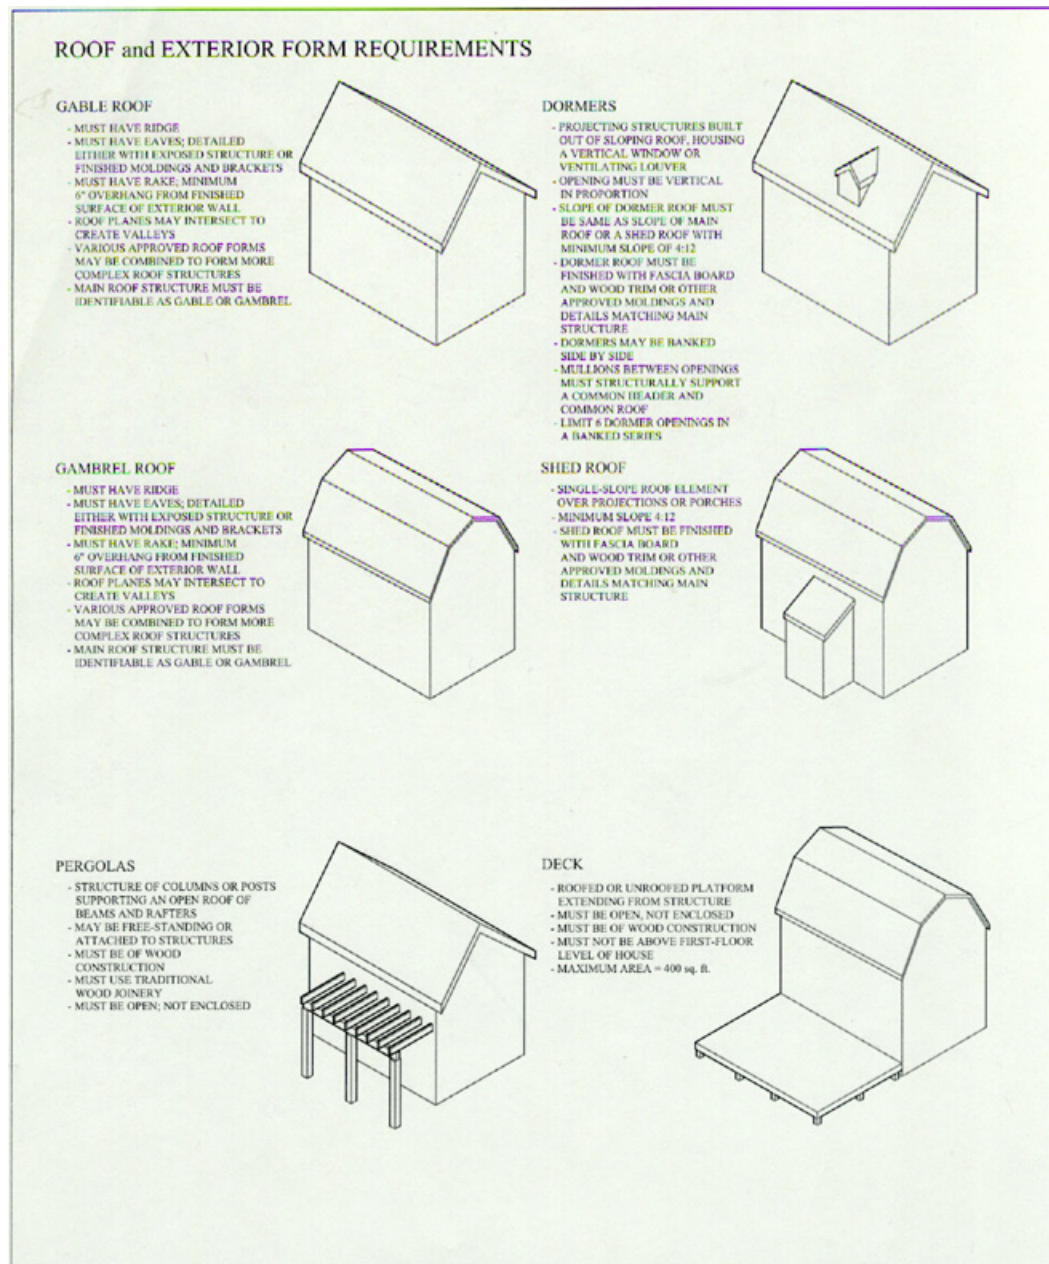 ROOF and EXTERIOR FORM REQUIREMENTS
GABLE ROOF
- MUST HAVE RIDGE
- MUST HAVE EAVES; DETAILED
EITHER WITH EXPOSED STRUCTURE OR
FINISHED MOLDINGS AND BRACKETS
- MUST HAVE RAKE; MINIMUM
6" OVERHANG FROM FINISHED
SURFACE OF EXTERIOR WALL
- ROOF PLANES MAY INTERSECT TO
CREATE VALLEYS
- VARIOUS APPROVED ROOF FORMS
MAY BE COMBINED TO FORM MORE
COMPLEX ROOF STRUCTURES
- MAIN ROOF STRUCTURE MUST BE
IDENTIFIABLE AS GABLE OR GAMBREL
DORMERS
- PROJECTING STRUCTURES BUILT
OUT OF SLOPING ROOF, HOUSING
A VERTICAL WINDOW OR
VENTILATING LOUVER
- OPENING MUST BE VERTICAL
IN PROPORTION
- SLOPE OF DORMER ROOF MUST
BE SAME AS SLOPE OF MAIN
ROOF OR A SHED ROOF WITH
MINIMUM SLOPE OF 4:12
- DORMER ROOF MUST BE
FINISHED WITH FASCIA BOARD
AND WOOD TRIM OR OTHER
APPROVED MOLDINGS AND
DETAILS MATCHING MAIN
STRUCTURE
- DORMERS MAY BE BANKED
SIDE BY SIDE
- MULLIONS BETWEEN OPENINGS
MUST STRUCTURALLY SUPPORT
A COMMON HEADER AND
COMMON ROOF
- LIMIT 6 DORMER OPENINGS IN
A BANKED SERIES
GAMBREL ROOF
- MUST HAVE RIDGE
- MUST HAVE EAVES; DETAILED
EITHER WITH EXPOSED STRUCTURE OR
FINISHED MOLDINGS AND BRACKETS
- MUST HAVE RAKE; MINIMUM
6" OVERHANG FROM FINISHED
SURFACE OF EXTERIOR WALL
- ROOF PLANES MAY INTERSECT TO
CREATE VALLEYS
- VARIOUS APPROVED ROOF FORMS
MAY BE COMBINED TO FORM MORE
COMPLEX ROOF STRUCTURES
- MAIN ROOF STRUCTURE MUST BE
IDENTIFIABLE AS GABLE OR GAMBREL
SHED ROOF
- SINGLE-SLOPE ROOF ELEMENT
OVER PROJECTIONS OR PORCHES
- MINIMUM SLOPE 4:12
- SHED ROOF MUST BE FINISHED
WITH FASCIA BOARD
AND WOOD TRIM OR OTHER
APPROVED MOLDINGS AND
DETAILS MATCHING MAIN
STRUCTURE
PERGOLAS
- STRUCTURE OF COLUMNS OR POSTS
SUPPORTING AN OPEN ROOF OF
BEAMS AND RAFTERS
- MAY BE FREE-STANDING OR
ATTACHED TO STRUCTURES
- MUST BE OF WOOD
CONSTRUCTION
- MUST USE TRADITIONAL
WOOD JOINERY
- MUST BE OPEN; NOT ENCLOSED
DECK
- ROOFED OR UNROOFED PLATFORM
EXTENDING FROM STRUCTURE
- MUST BE OPEN, NOT ENCLOSED
- MUST BE OF WOOD CONSTRUCTION
- MUST NOT BE ABOVE FIRST-FLOOR
LEVEL OF HOUSE
- MAXIMUM AREA = 400 sq. ft.